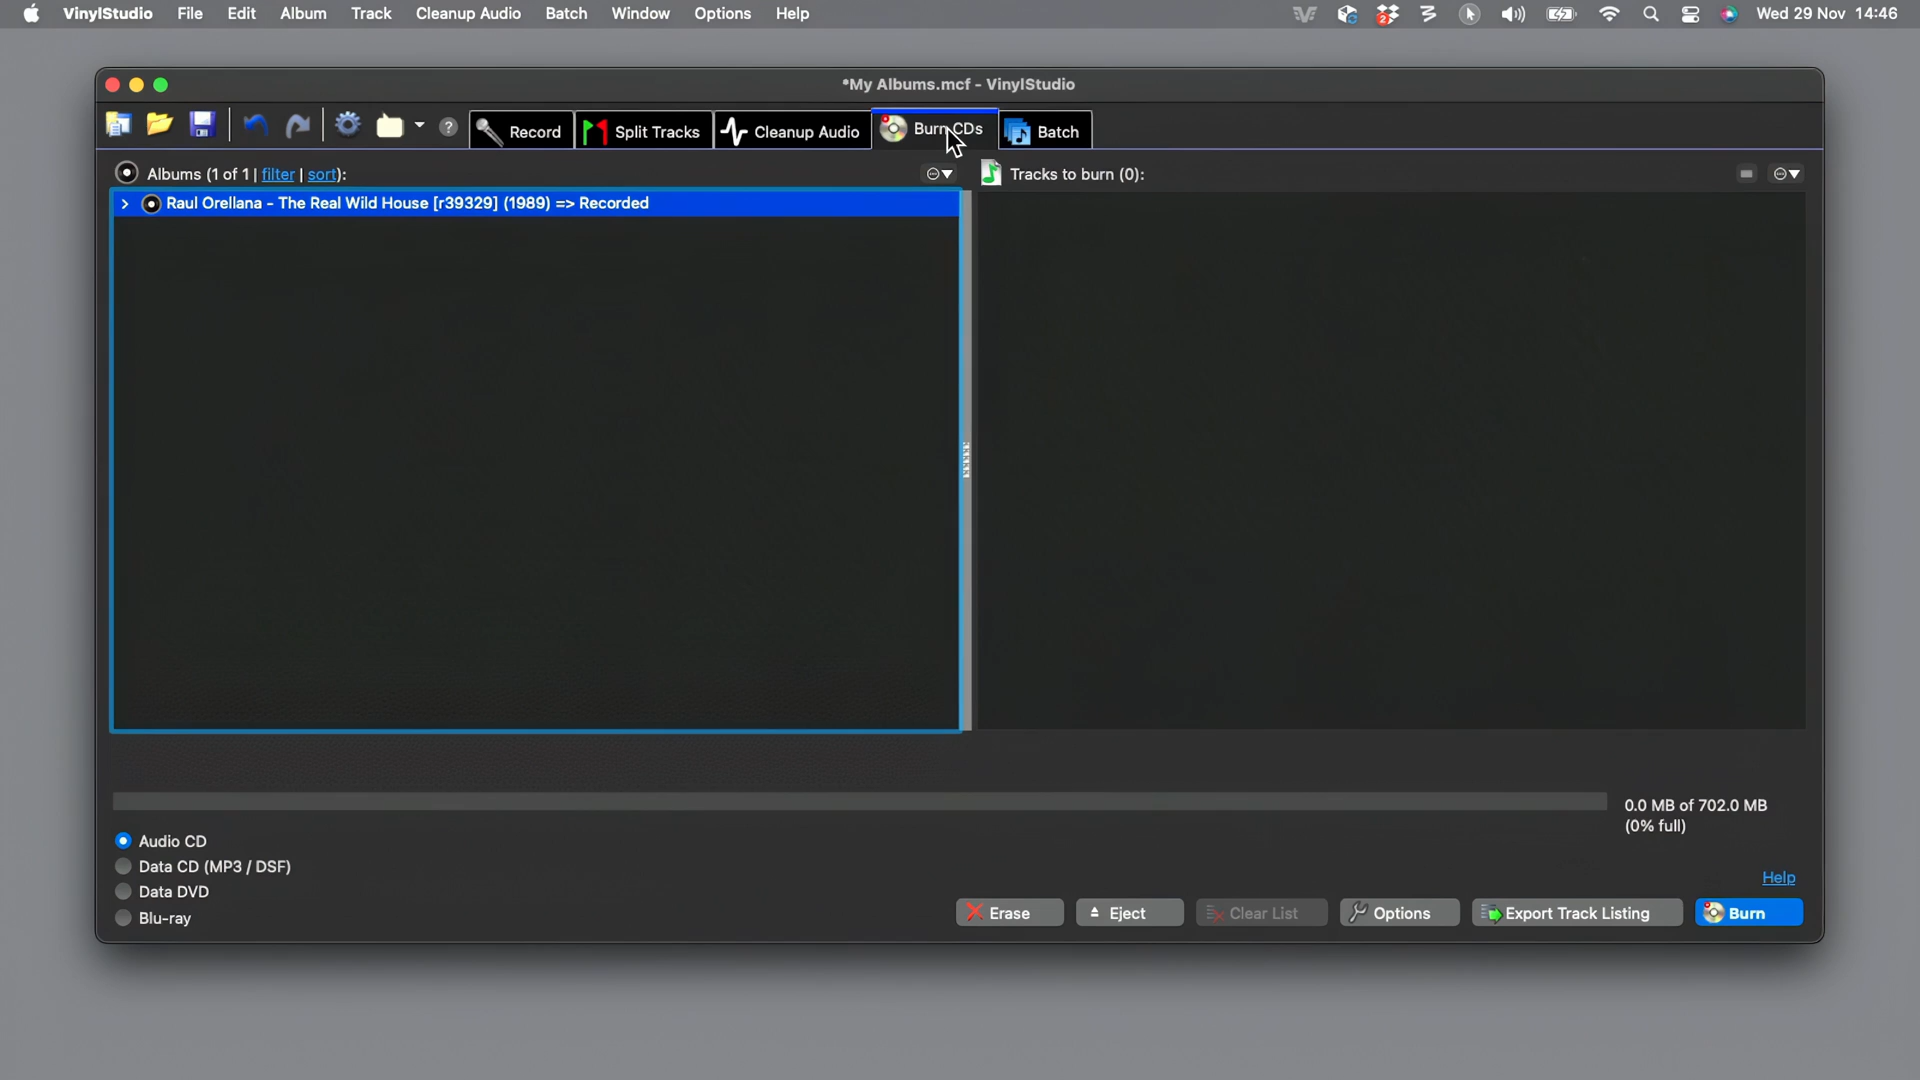 VinylStudio File Edit Album Track Cleanup Audio Batch Window Options Help 2 Wed 29 Nov 14:46
*My Albums.mcf - VinylStudio
? Record Split Tracks Cleanup Audio Burn CDs Batch
Albums (1 of 1 | filter | sort): Tracks to burn (0):
Raul Orellana - The Real Wild House [r39329] (1989) => Recorded
0.0 MB of 702.0 MB
(0% full)
Audio CD
Data CD (MP3 / DSF)
Data DVD
Blu-ray
Help
Erase Eject Clear List Options Export Track Listing Burn